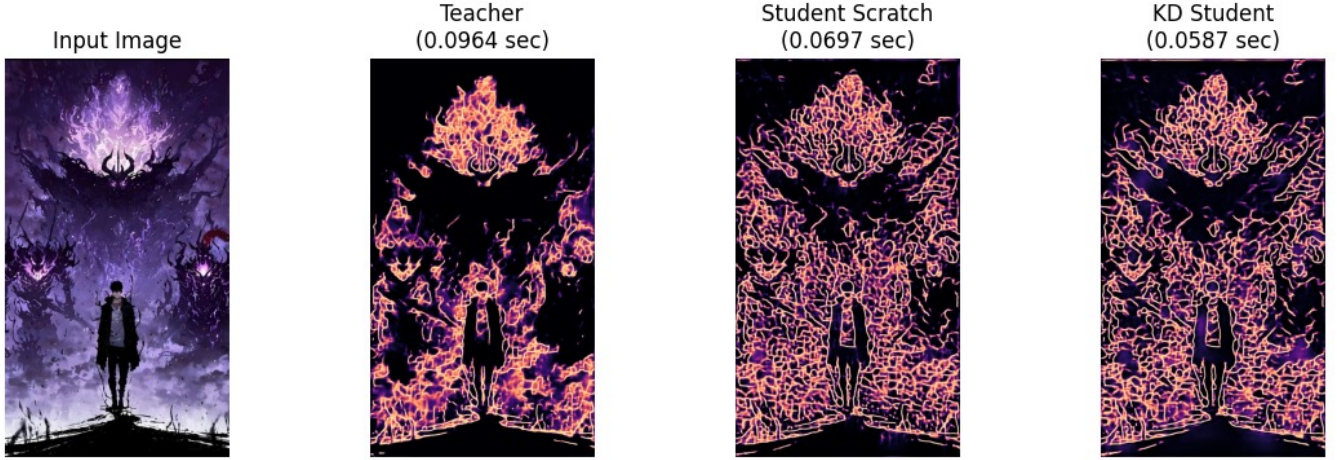 Input Image
Teacher
(0.0964 sec)
Student Scratch
(0.0697 sec)
KD Student
(0.0587 sec)